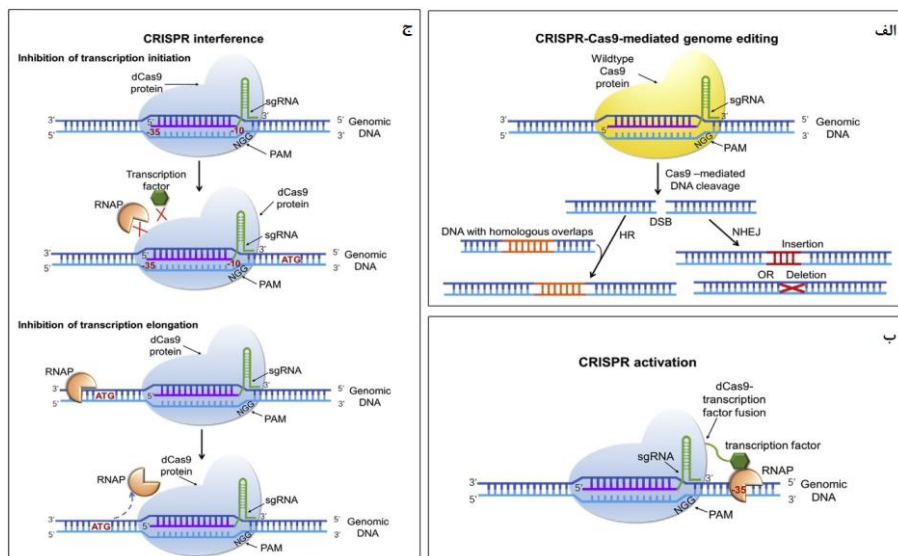 ج
CRISPR interference
Inhibition of transcription initiation
dCas9
protein
sgRNA
3'
3'
5'
Genomic
DNA
5'
5'
3'
-35
-10
NGG
PAM
Transcription
factor
RNAP
dCas9
protein
sgRNA
3'
3'
5'
Genomic
DNA
5'
5'
3'
-35
-10
ATG
NGG
PAM
Inhibition of transcription elongation
dCas9
protein
RNAP
sgRNA
3'
3'
5'
Genomic
DNA
5'
ATG
5'
3'
NGG
PAM
dCas9
protein
RNAP
sgRNA
3'
3'
5'
Genomic
DNA
5'
ATG
5'
3'
NGG
PAM
الف
CRISPR-Cas9-mediated genome editing
Wildtype
Cas9 protein
sgRNA
3'
3'
5'
Genomic
DNA
5'
5'
3'
NGG
PAM
Cas9 –mediated
DNA cleavage
DSB
DNA with homologous overlaps
HR
NHEJ
Insertion
OR
Deletion
ب
CRISPR activation
dCas9-
transcription
factor fusion
transcription factor
sgRNA
RNAP
3'
3'
5'
Genomic
DNA
5'
5'
3'
-35
NGG
PAM